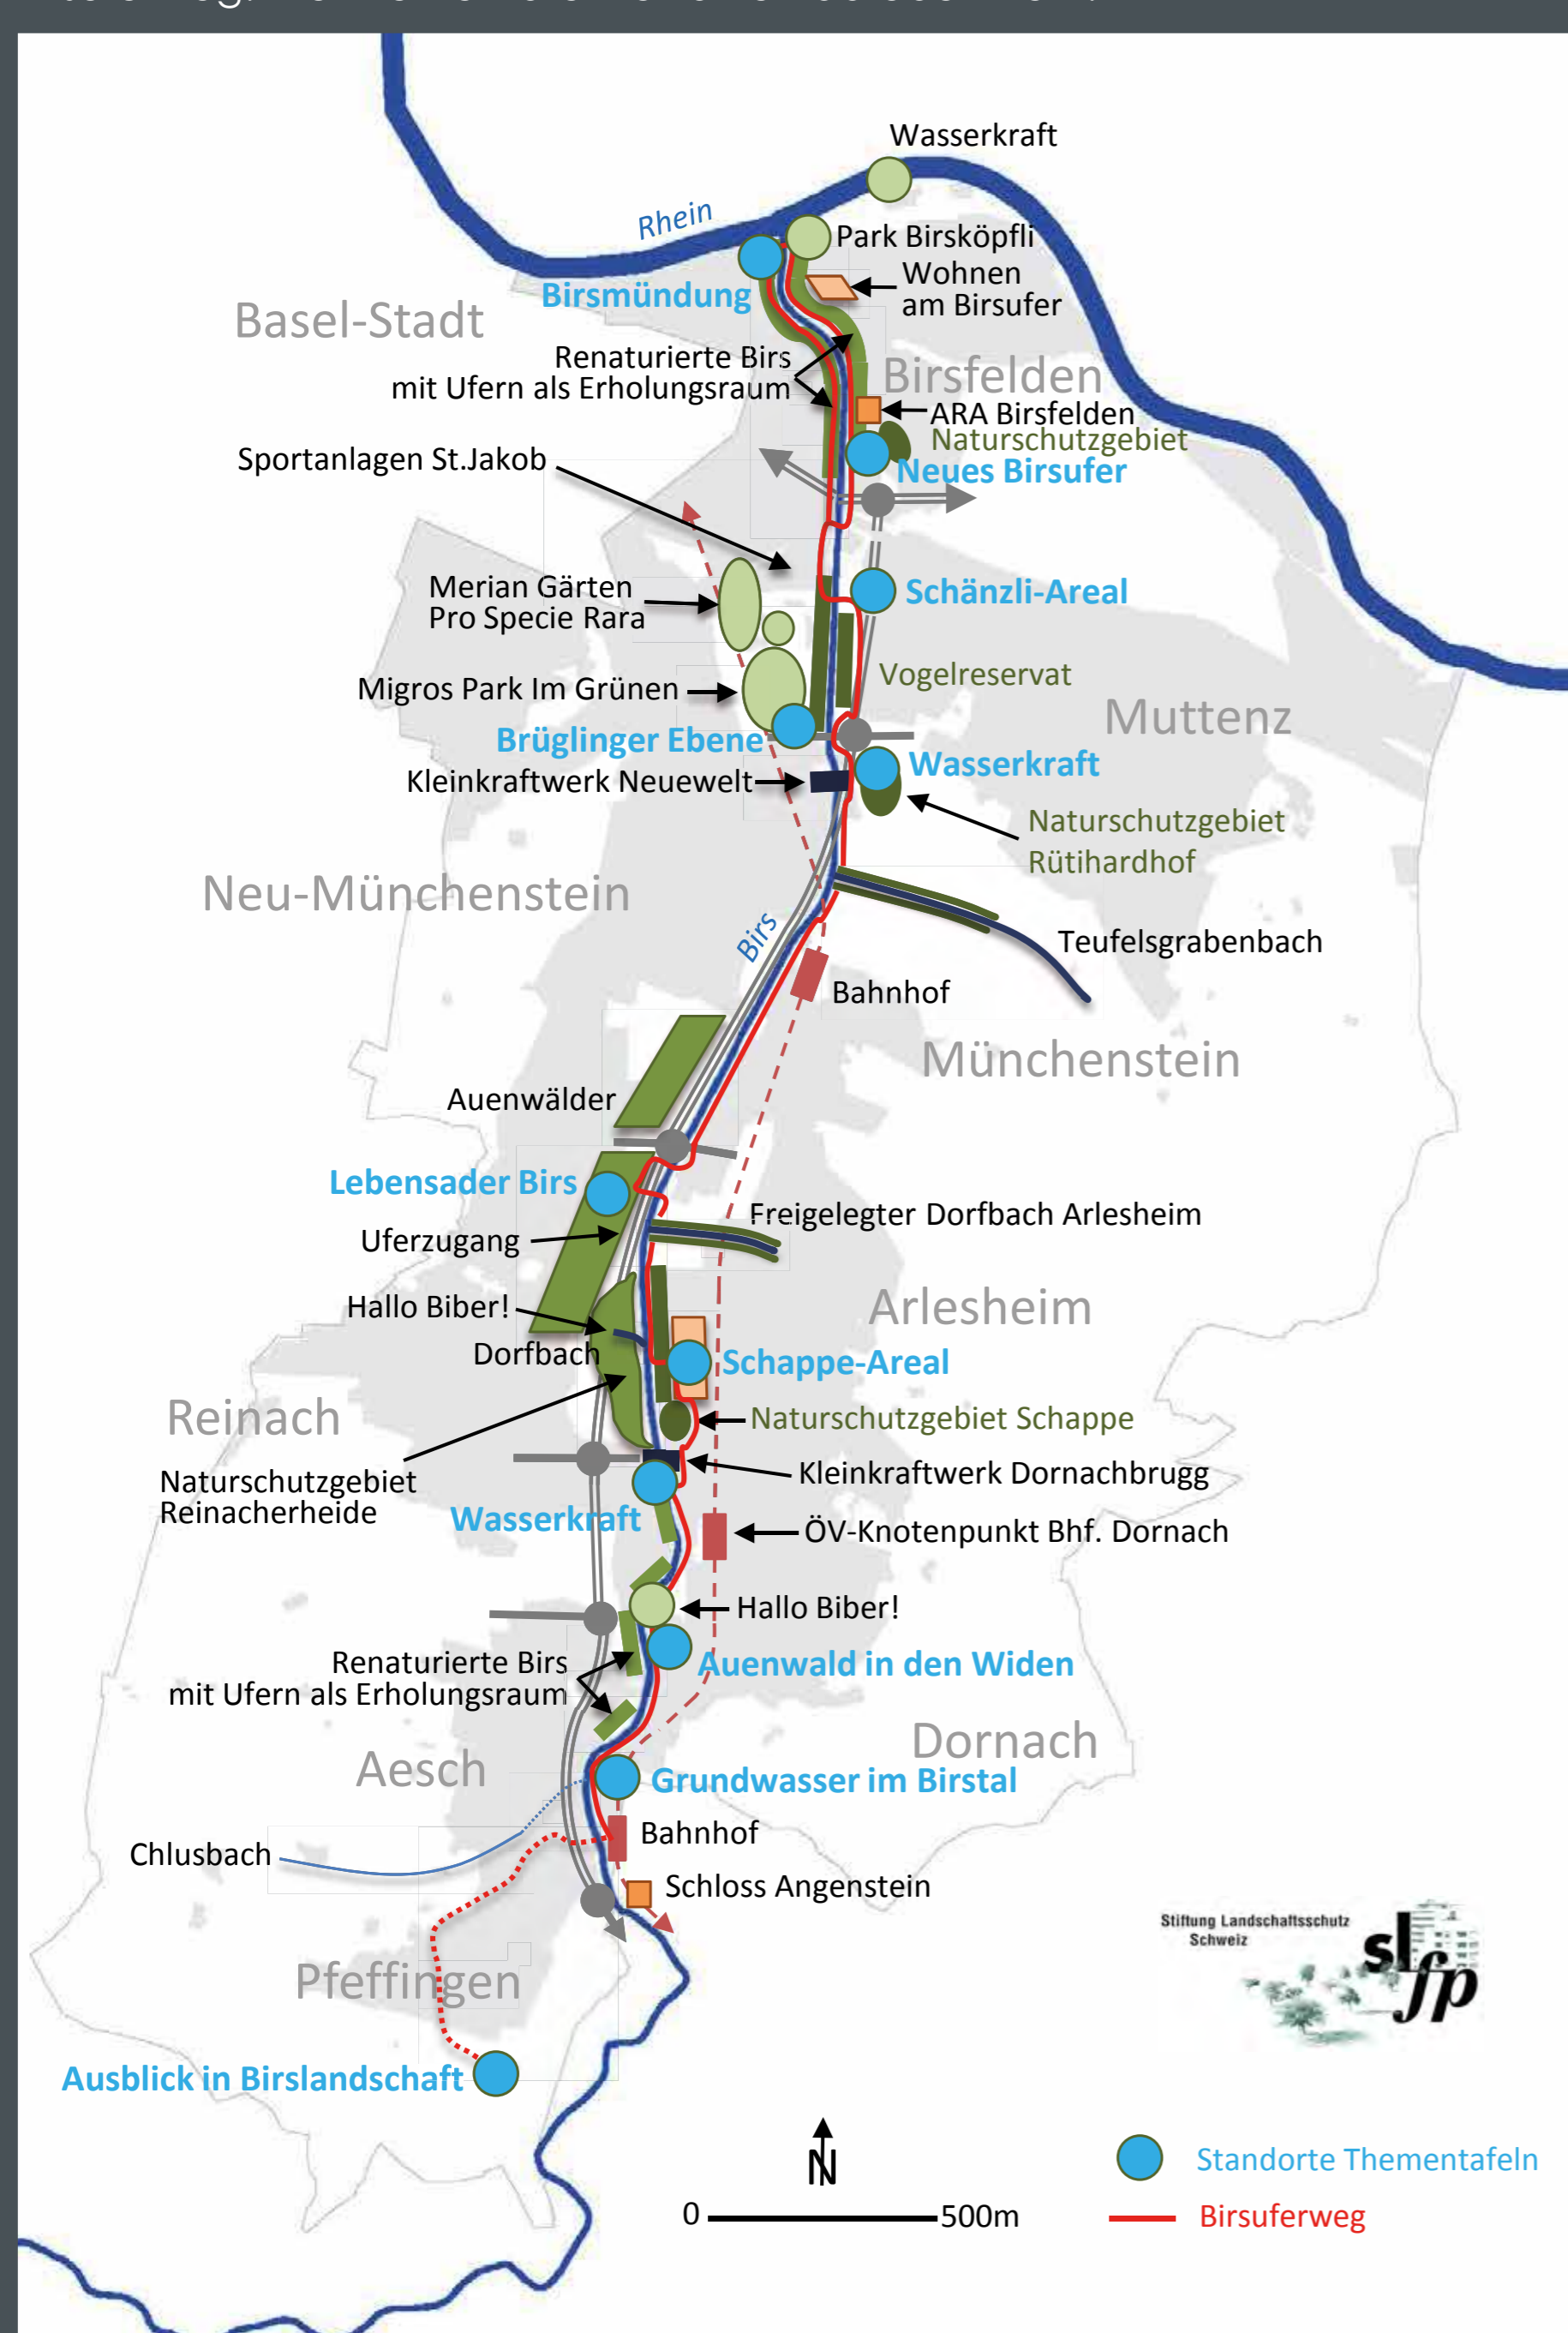 Wasserkraft
Rhein
Park Birsköpfli
Wohnen
am Birsufer
Birsmündung
Basel-Stadt
Renaturierte Birs
mit Ufern als Erholungsraum
Birsfelden
ARA Birsfelden
Naturschutzgebiet
Neues Birsufer
Sportanlagen St.Jakob
Merian Gärten
Pro Specie Rara
Schänzli-Areal
Vogelreservat
Migros Park Im Grünen
Muttenz
Brüglinger Ebene
Wasserkraft
Kleinkraftwerk Neuewelt
Naturschutzgebiet
Rütihardhof
Neu-Münchenstein
Birs
Teufelsgrabenbach
Bahnhof
Münchenstein
Auenwälder
Lebensader Birs
Freigelegter Dorfbach Arlesheim
Uferzugang
Hallo Biber!
Arlesheim
Dorfbach
Schappe-Areal
Reinach
Naturschutzgebiet Schappe
Naturschutzgebiet
Reinacherheide
Kleinkraftwerk Dornachbrugg
Wasserkraft
ÖV-Knotenpunkt Bhf. Dornach
Hallo Biber!
Renaturierte Birs
mit Ufern als Erholungsraum
Auenwald in den Widen
Dornach
Aesch
Grundwasser im Birstal
Bahnhof
Chlusbach
Schloss Angenstein
Stiftung Landschaftsschutz
Schweiz
sl
fp
Pfeffingen
Ausblick in Birslandschaft
N
Standorte Thementafeln
0 500m
Birsuferweg